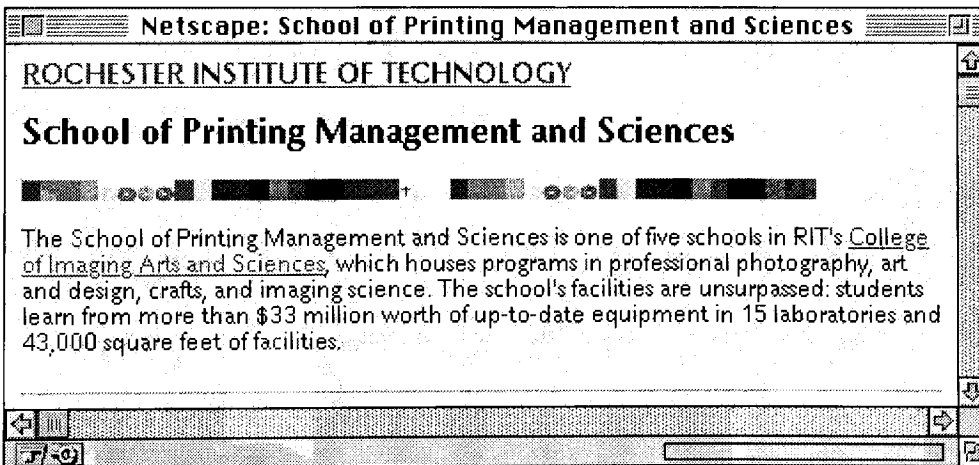 Netscape: School of Printing Management and Sciences
ROCHESTER INSTITUTE OF TECHNOLOGY
School of Printing Management and Sciences
The School of Printing Management and Sciences is one of five schools in RIT's College
of Imaging Arts and Sciences, which houses programs in professional photography, art
and design, crafts, and imaging science. The school's facilities are unsurpassed: students
learn from more than $33 million worth of up-to-date equipment in 15 laboratories and
43,000 square feet of facilities.